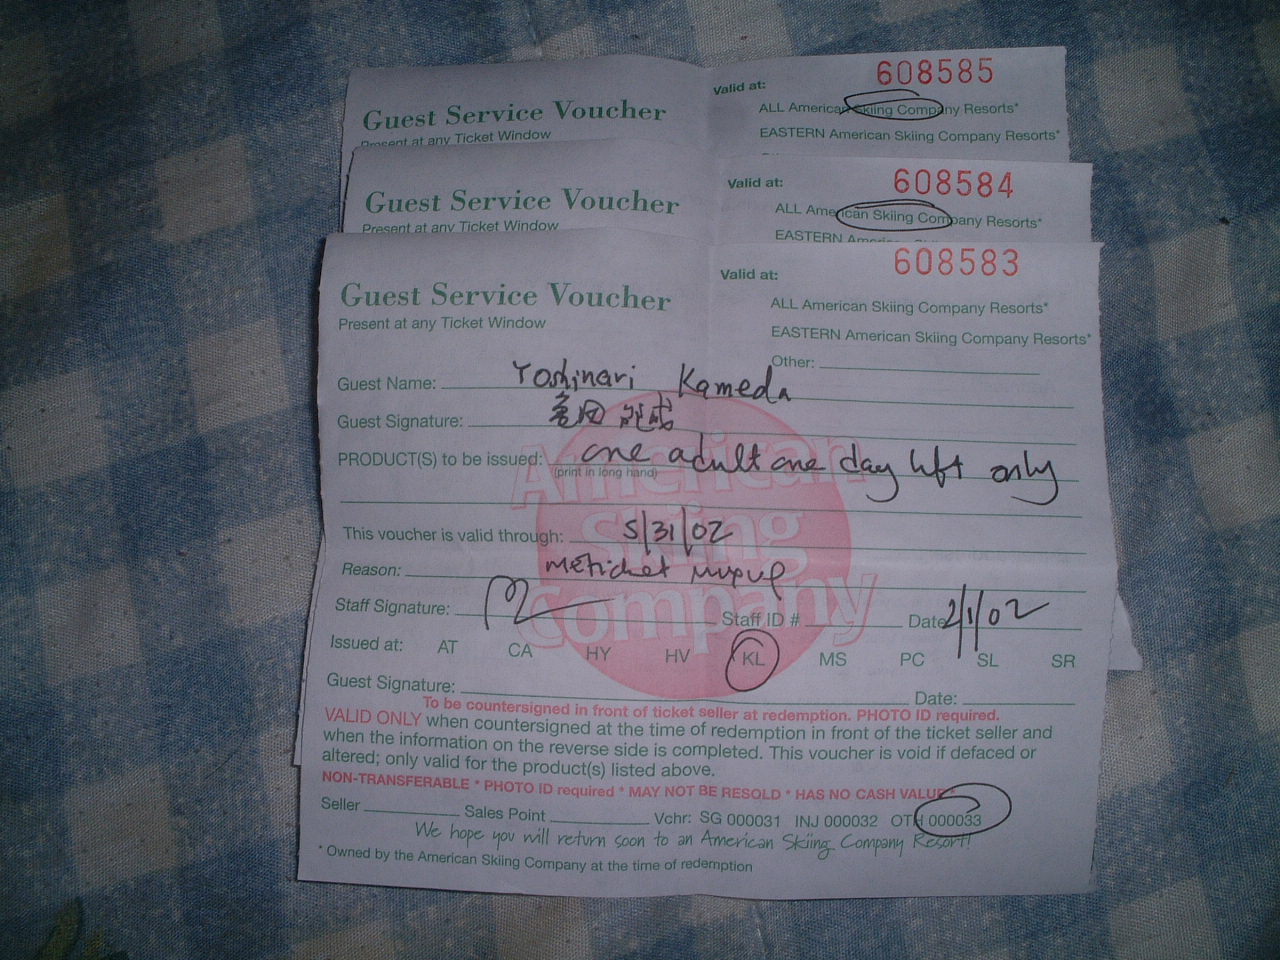 608585
Guest Service Voucher
Valid at:
ALL American Skiing Company Resorts*
Present at any Ticket Window
EASTERN American Skiing Company Resorts*
608584
Guest Service Voucher
Valid at:
ALL American Skiing Company Resorts*
Present at any Ticket Window
EASTERN American
608583
Guest Service Voucher
Valid at:
Present at any Ticket Window
ALL American Skiing Company Resorts*
EASTERN American Skiing Company Resorts*
Other:
Guest Name: Yoshinari Kameda
Guest Signature: 亀田 能成
PRODUCT(S) to be issued: one adult one day lift only
(print in long hand)
American Skiing Company
This voucher is valid through: 5/31/02
Reason: meticket
Staff Signature: Staff ID # Date 2/1/02
Issued at: AT CA HY HV KL MS PC SL SR
Guest Signature: Date:
To be countersigned in front of ticket seller at redemption. PHOTO ID required.
VALID ONLY when countersigned at the time of redemption in front of the ticket seller and
when the information on the reverse side is completed. This voucher is void if defaced or
altered; only valid for the product(s) listed above.
NON-TRANSFERABLE * PHOTO ID required * MAY NOT BE RESOLD * HAS NO CASH VALUE *
Seller Sales Point Vchr: SG 000031 INJ 000032 OTH 000033
We hope you will return soon to an American Skiing Company Resort!
* Owned by the American Skiing Company at the time of redemption